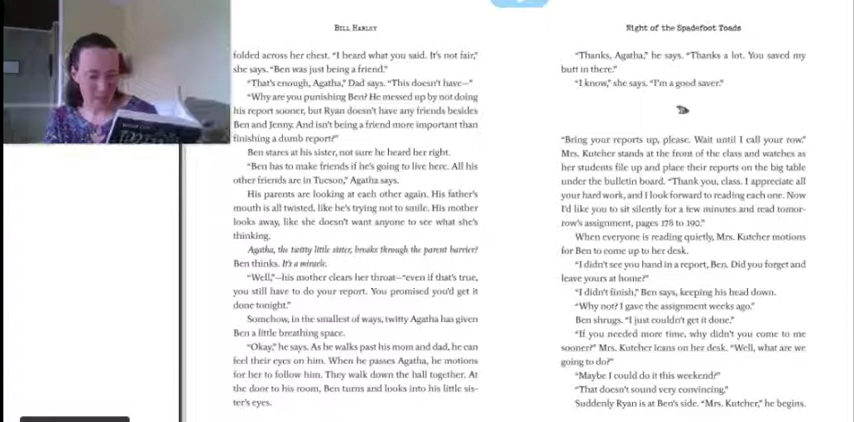 BILL HARLEY
folded across her chest. “I heard what you said. It’s not fair,”
she says. “Ben was just being a friend.”
“That’s enough, Agatha,” Dad says. “This doesn’t have—”
“Why are you punishing Ben? He messed up by not doing
his report sooner, but Ryan doesn’t have any friends besides
Ben and Jenny. And isn’t being a friend more important than
finishing a dumb report?”
Ben stares at his sister, not sure he heard her right.
“Ben has to make friends if he’s going to live here. All his
other friends are in Tucson,” Agatha says.
His parents are looking at each other again. His father’s
mouth is all twisted, like he’s trying not to smile. His mother
looks away, like she doesn’t want anyone to see what she’s
thinking.
Agatha, the twitty little sister, breaks through the parent barrier?
Ben thinks. It’s a miracle.
“Well,”—his mother clears her throat—“even if that’s true,
you still have to do your report. You promised you’d get it
done tonight.”
Somehow, in the smallest of ways, twitty Agatha has given
Ben a little breathing space.
“Okay,” he says. As he walks past his mom and dad, he can
feel their eyes on him. When he passes Agatha, he motions
for her to follow him. They walk down the hall together. At
the door to his room, Ben turns and looks into his little sis-
ter’s eyes.
Night of the Spadefoot Toads
“Thanks, Agatha,” he says. “Thanks a lot. You saved my
butt in there.”
“I know,” she says. “I’m a good saver.”
“Bring your reports up, please. Wait until I call your row.”
Mrs. Kutcher stands at the front of the class and watches as
her students file up and place their reports on the big table
under the bulletin board. “Thank you, class. I appreciate all
your hard work, and I look forward to reading each one. Now
I’d like you to sit silently for a few minutes and read tomor-
row’s assignment, pages 178 to 190.”
When everyone is reading quietly, Mrs. Kutcher motions
for Ben to come up to her desk.
“I didn’t see you hand in a report, Ben. Did you forget and
leave yours at home?”
“I didn’t finish,” Ben says, keeping his head down.
“Why not? I gave the assignment weeks ago.”
Ben shrugs. “I just couldn’t get it done.”
“If you needed more time, why didn’t you come to me
sooner?” Mrs. Kutcher leans on her desk. “Well, what are we
going to do?”
“Maybe I could do it this weekend?”
“That doesn’t sound very convincing.”
Suddenly Ryan is at Ben’s side. “Mrs. Kutcher,” he begins.